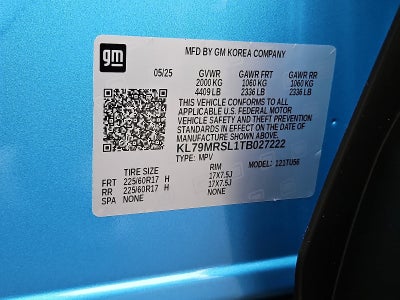 gm
MFD BY GM KOREA COMPANY
05/25 GVWR GAWR FRT GAWR RR
2000 KG 1060 KG 1060 KG
4409 LB 2336 LB 2336 LB
THIS VEHICLE CONFORMS TO ALL
APPLICABLE U.S. FEDERAL MOTOR
VEHICLE SAFETY AND THEFT PREVENTION
STANDARDS IN EFFECT ON THE DATE OF
MANUFACTURE SHOWN ABOVE
KL79MRSL1TB027222
TYPE: MPV MODEL: 121TU56
TIRE SIZE RIM
FRT 225/60R17 H 17X7.5J
RR 225/60R17 H 17X7.5J
SPA NONE NONE